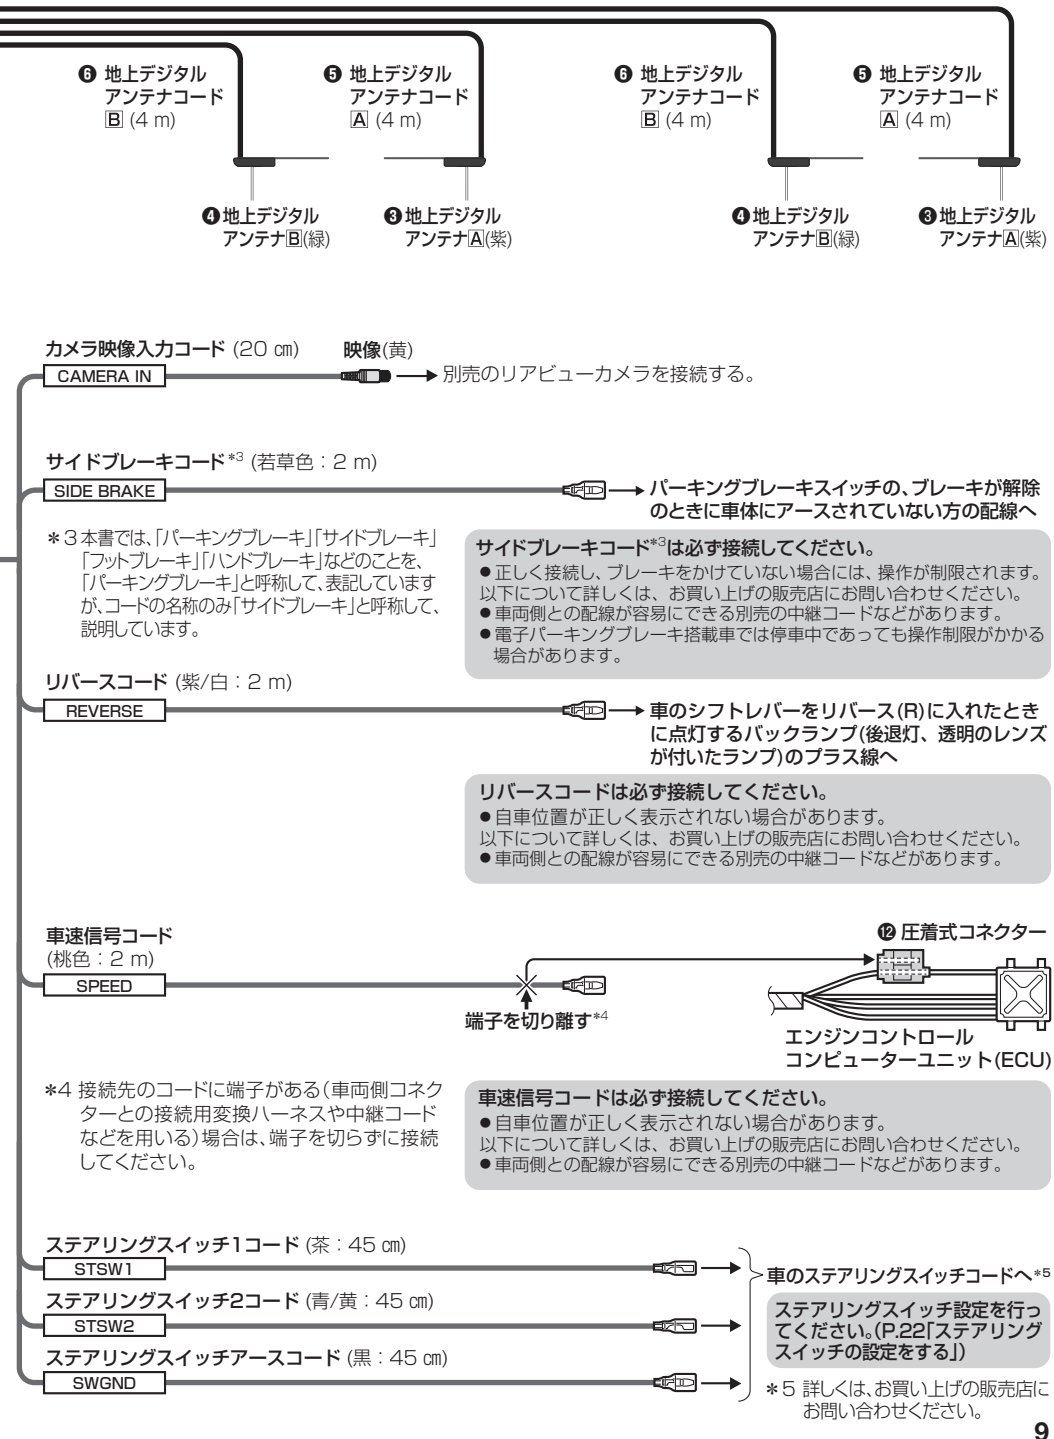 ❻ 地上デジタル
アンテナコード
B (4 m)
❺ 地上デジタル
アンテナコード
A (4 m)
❻ 地上デジタル
アンテナコード
B (4 m)
❺ 地上デジタル
アンテナコード
A (4 m)
❹地上デジタル
アンテナB(緑)
❸地上デジタル
アンテナA(紫)
❹地上デジタル
アンテナB(緑)
❸地上デジタル
アンテナA(紫)
カメラ映像入力コード (20 ㎝)
映像(黄)
CAMERA IN
別売のリアビューカメラを接続する。
サイドブレーキコード*3 (若草色：2 m)
SIDE BRAKE
パーキングブレーキスイッチの、ブレーキが解除
のときに車体にアースされていない方の配線へ
*3 本書では、「パーキングブレーキ」「サイドブレーキ」
「フットブレーキ」「ハンドブレーキ」などのことを、
「パーキングブレーキ」と呼称して、表記しています
が、コードの名称のみ「サイドブレーキ」と呼称して、
説明しています。
サイドブレーキコード*3は必ず接続してください。
●正しく接続し、ブレーキをかけていない場合には、操作が制限されます。
以下について詳しくは、お買い上げの販売店にお問い合わせください。
●車両側との配線が容易にできる別売の中継コードなどがあります。
●電子パーキングブレーキ搭載車では停車中であっても操作制限がかかる
場合があります。
リバースコード (紫/白：2 m)
REVERSE
車のシフトレバーをリバース(R)に入れたとき
に点灯するバックランプ(後退灯、透明のレンズ
が付いたランプ)のプラス線へ
リバースコードは必ず接続してください。
●自車位置が正しく表示されない場合があります。
以下について詳しくは、お買い上げの販売店にお問い合わせください。
●車両側との配線が容易にできる別売の中継コードなどがあります。
車速信号コード
(桃色：2 m)
SPEED
端子を切り離す*4
⓬ 圧着式コネクター
エンジンコントロール
コンピューターユニット(ECU)
*4 接続先のコードに端子がある(車両側コネク
ターとの接続用変換ハーネスや中継コード
などを用いる)場合は、端子を切らずに接続
してください。
車速信号コードは必ず接続してください。
●自車位置が正しく表示されない場合があります。
以下について詳しくは、お買い上げの販売店にお問い合わせください。
●車両側との配線が容易にできる別売の中継コードなどがあります。
ステアリングスイッチ1コード (茶：45 ㎝)
STSW1
ステアリングスイッチ2コード (青/黄：45 ㎝)
STSW2
ステアリングスイッチアースコード (黒：45 ㎝)
SWGND
車のステアリングスイッチコードへ*5
ステアリングスイッチ設定を行っ
てください。(P.22「ステアリング
スイッチの設定をする」)
*5 詳しくは、お買い上げの販売店に
お問い合わせください。
9